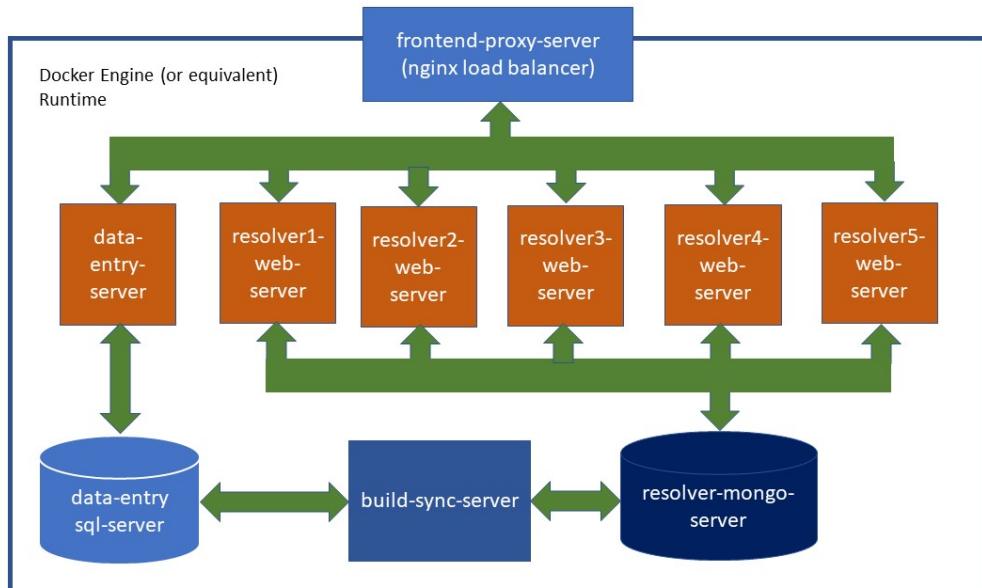 frontend-proxy-server
(nginx load balancer)
Docker Engine (or equivalent)
Runtime
data-
entry-
server
resolver1-
web-
server
resolver2-
web-
server
resolver3-
web-
server
resolver4-
web-
server
resolver5-
web-
server
data-entry
sql-server
build-sync-server
resolver-mongo-
server